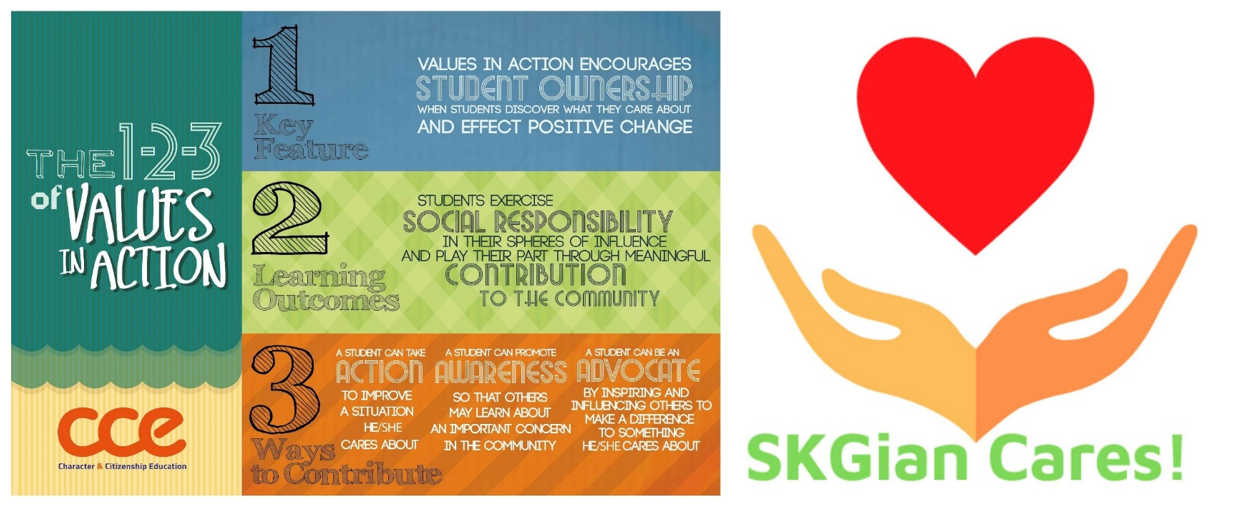 THE 1-2-3
of VALUES
IN ACTION
cce
Character & Citizenship Education
1
Key
Feature
VALUES IN ACTION ENCOURAGES
STUDENT OWNERSHIP
WHEN STUDENTS DISCOVER WHAT THEY CARE ABOUT
AND EFFECT POSITIVE CHANGE
2
Learning
Outcomes
STUDENTS EXERCISE
SOCIAL RESPONSIBILITY
IN THEIR SPHERES OF INFLUENCE
AND PLAY THEIR PART THROUGH MEANINGFUL
CONTRIBUTION
TO THE COMMUNITY
3
Ways
to Contribute
A STUDENT CAN TAKE
ACTION
TO IMPROVE
A SITUATION
HE/SHE
CARES ABOUT
A STUDENT CAN PROMOTE
AWARENESS
SO THAT OTHERS
MAY LEARN ABOUT
AN IMPORTANT CONCERN
IN THE COMMUNITY
A STUDENT CAN BE AN
ADVOCATE
BY INSPIRING AND
INFLUENCING OTHERS TO
MAKE A DIFFERENCE
TO SOMETHING
HE/SHE CARES ABOUT
SKGian Cares!